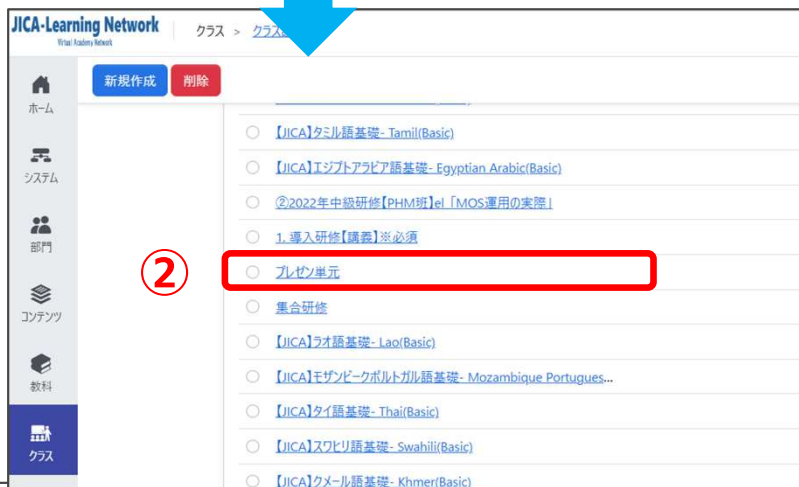 JICA-Learning Network
Virtual Academy Network
クラス >
新規作成 削除
ホーム
システム
部門
コンテンツ
教科
クラス
【JICA】タミル語基礎- Tamil(Basic)
【JICA】エジプトアラビア語基礎- Egyptian Arabic(Basic)
②2022年中級研修【PHM班】el「MOS運用の実際」
1. 導入研修【講義】※必須
②
プレゼン単元
集合研修
【JICA】ラオ語基礎- Lao(Basic)
【JICA】モザンビークポルトガル語基礎- Mozambique Portugues...
【JICA】タイ語基礎- Thai(Basic)
【JICA】スワヒリ語基礎- Swahili(Basic)
【JICA】クメール語基礎- Khmer(Basic)